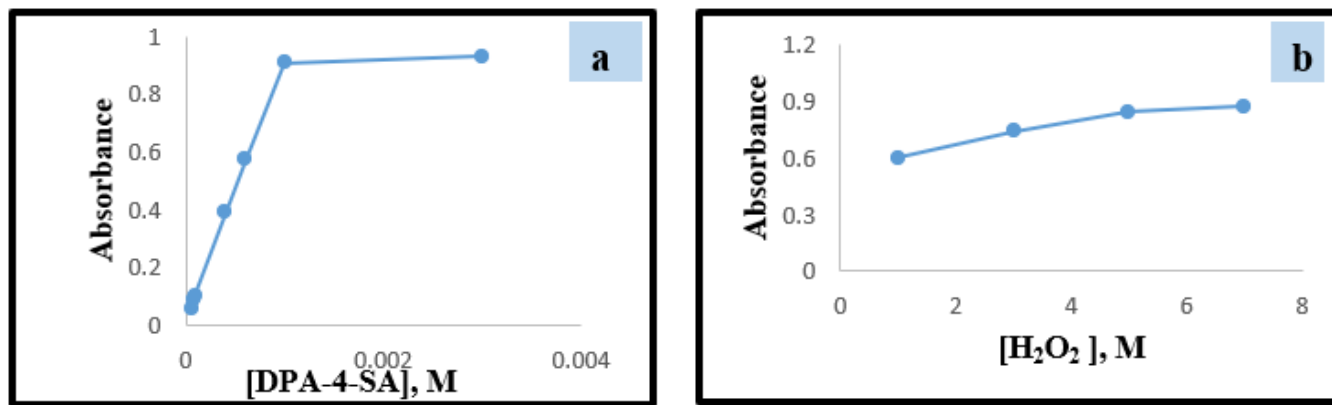 a
1
0.8
0.6
0.4
0.2
0
Absorbance
0 0.002 0.004
[DPA-4-SA], M
b
1.2
0.9
0.6
0.3
0
Absorbance
0 2 4 6 8
[H₂O₂ ], M